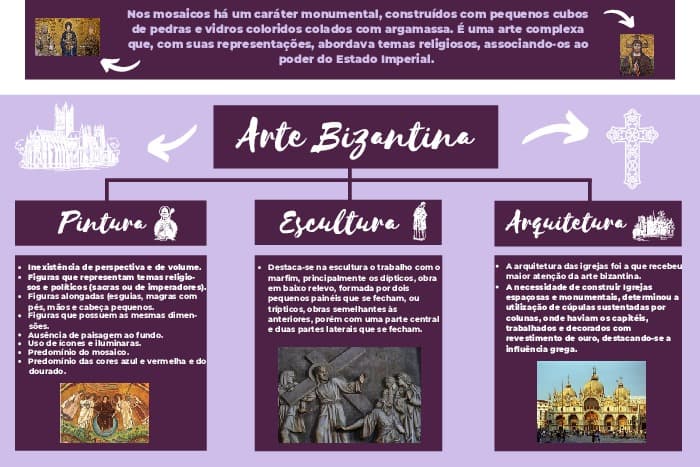 Nos mosaicos há um caráter monumental, construídos com pequenos cubos
de pedras e vidros coloridos colados com argamassa. É uma arte complexa
que, com suas representações, abordava temas religiosos, associando-os ao
poder do Estado Imperial.
Arte Bizantina
Pintura
Escultura
Arquitetura
• Inexistência de perspectiva e de volume.
• Figuras que representam temas religio-
sos e políticos (sacras ou de imperadores).
• Figuras alongadas (esguias, magras com
pés, mãos e cabeça pequenos.
• Figuras que possuem as mesmas dimen-
sões.
• Ausência de paisagem ao fundo.
• Uso de ícones e iluminaras.
• Predomínio do mosaico.
• Predomínio das cores azul e vermelha e do
dourado.
• Destaca-se na escultura o trabalho com o
marfim, principalmente os dípticos, obra
em baixo relevo, formada por dois
pequenos painéis que se fecham, ou
trípticos, obras semelhantes às
anteriores, porém com uma parte central
e duas partes laterais que se fecham.
• A arquitetura das igrejas foi a que recebeu
maior atenção da arte bizantina.
• A necessidade de construir Igrejas
espaçosas e monumentais, determinou a
utilização de cúpulas sustentadas por
colunas, onde haviam os capitéis,
trabalhados e decorados com
revestimento de ouro, destacando-se a
influência grega.